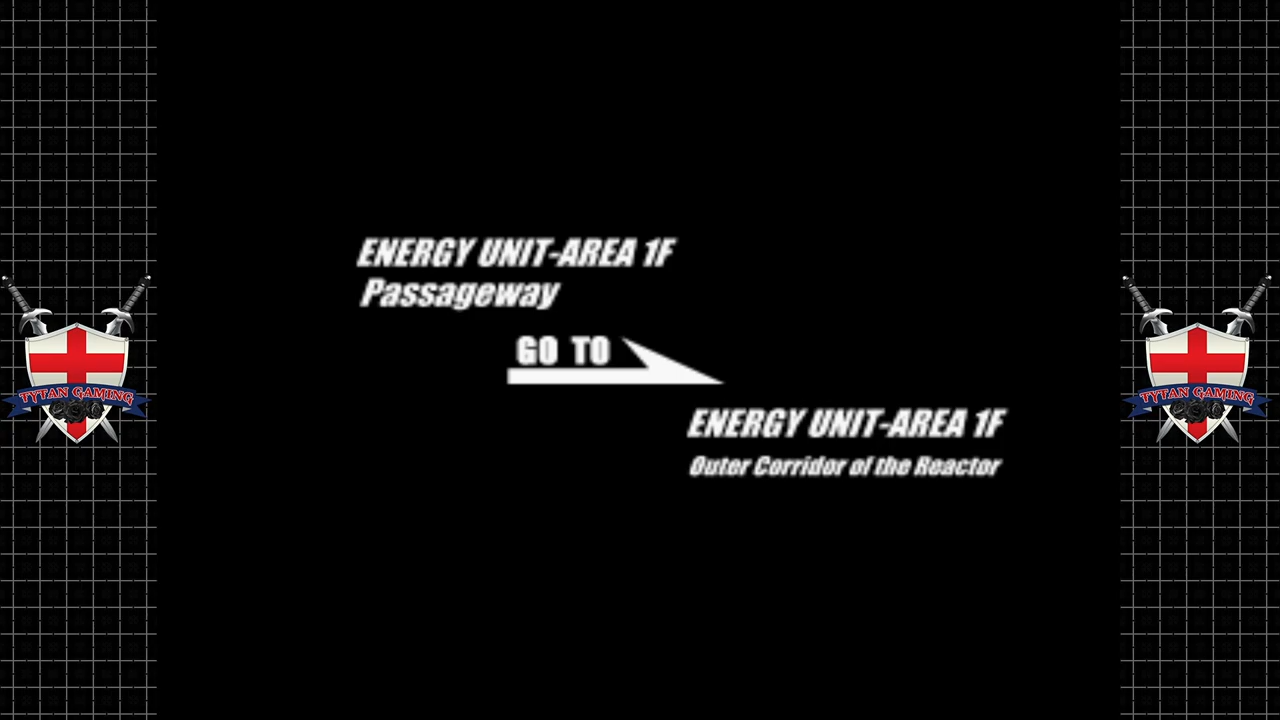 ENERGY UNIT-AREA 1F
Passageway
GO TO
ENERGY UNIT-AREA 1F
Outer Corridor of the Reactor
TYTAN GAMING
TYTAN GAMING